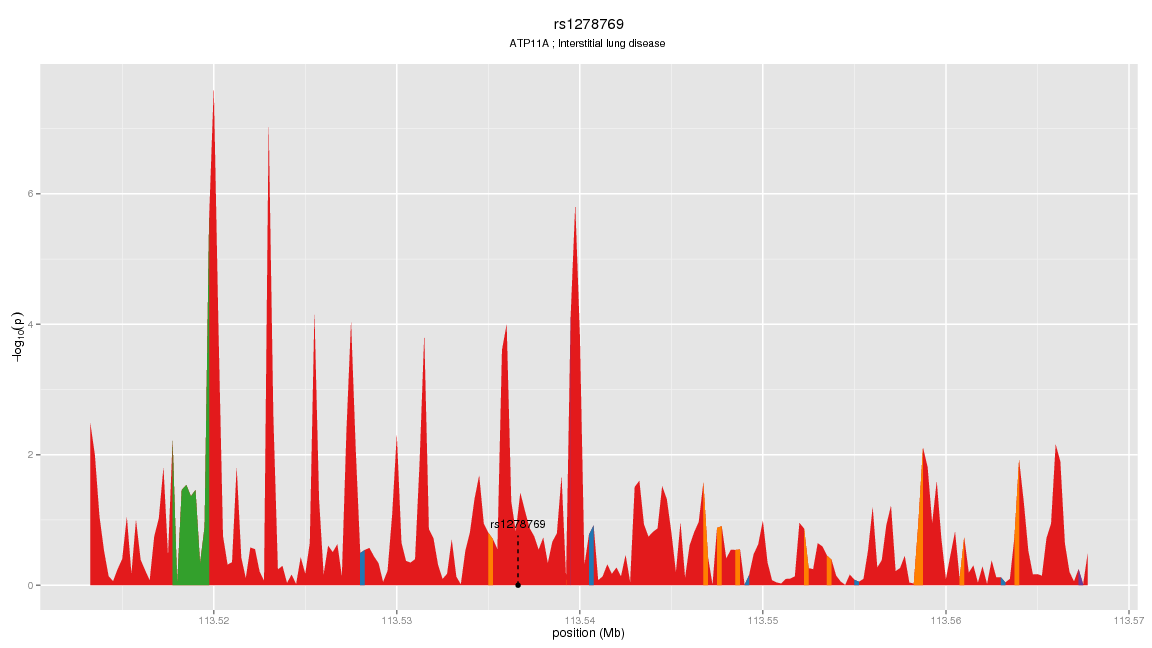 rs1278769
ATP11A ; Interstitial lung disease
−log10(p)
6
4
2
0
rs1278769
113.52
113.53
113.54
113.55
113.56
113.57
position (Mb)